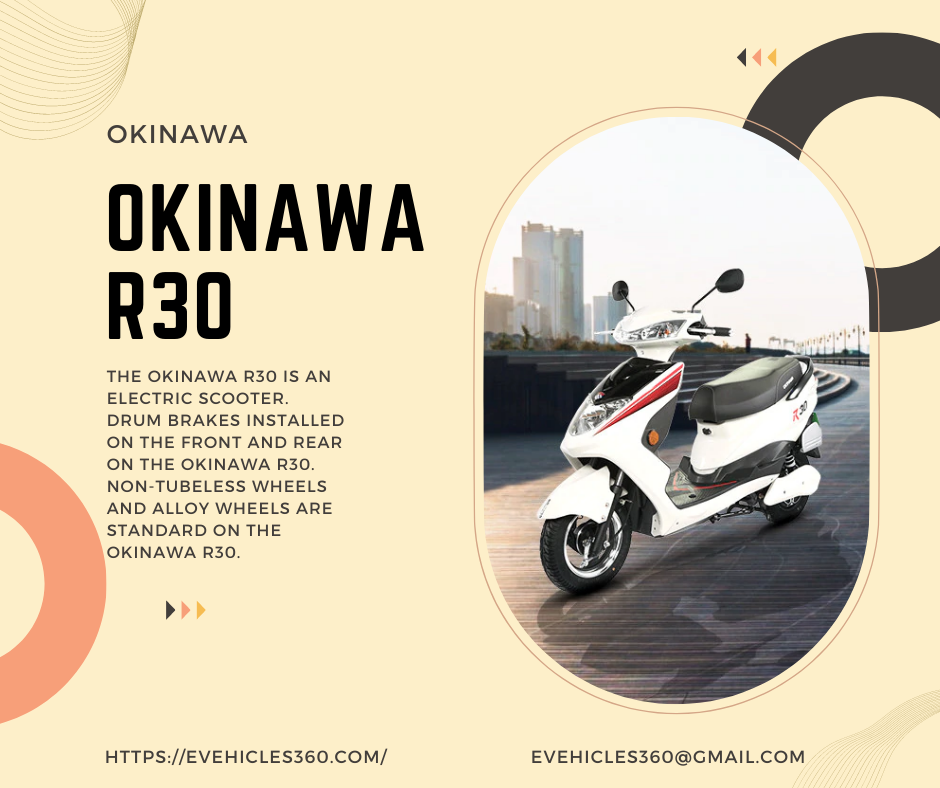 OKINAWA
OKINAWA
R30
THE OKINAWA R30 IS AN
ELECTRIC SCOOTER.
DRUM BRAKES INSTALLED
ON THE FRONT AND REAR
ON THE OKINAWA R30.
NON-TUBELESS WHEELS
AND ALLOY WHEELS ARE
STANDARD ON THE
OKINAWA R30.
R30
HTTPS://EVEHICLES360.COM/
EVEHICLES360@GMAIL.COM